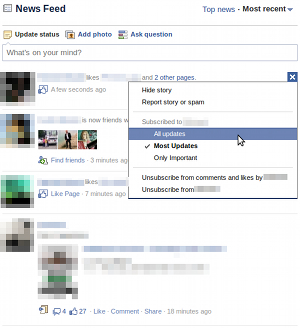 News Feed
Top news · Most recent
Update status Add photo Ask question
What's on your mind?
likes and 2 other pages.
A few seconds ago
Hide story
Report story or spam
Subscribed to
All updates
Most Updates
Only Important
Unsubscribe from comments and likes by
Unsubscribe from
is now friends w
Find friends · 3 minutes ag
likes
Like Page · 7 minutes ago
4 27 · Like · Comment · Share · 18 minutes ago